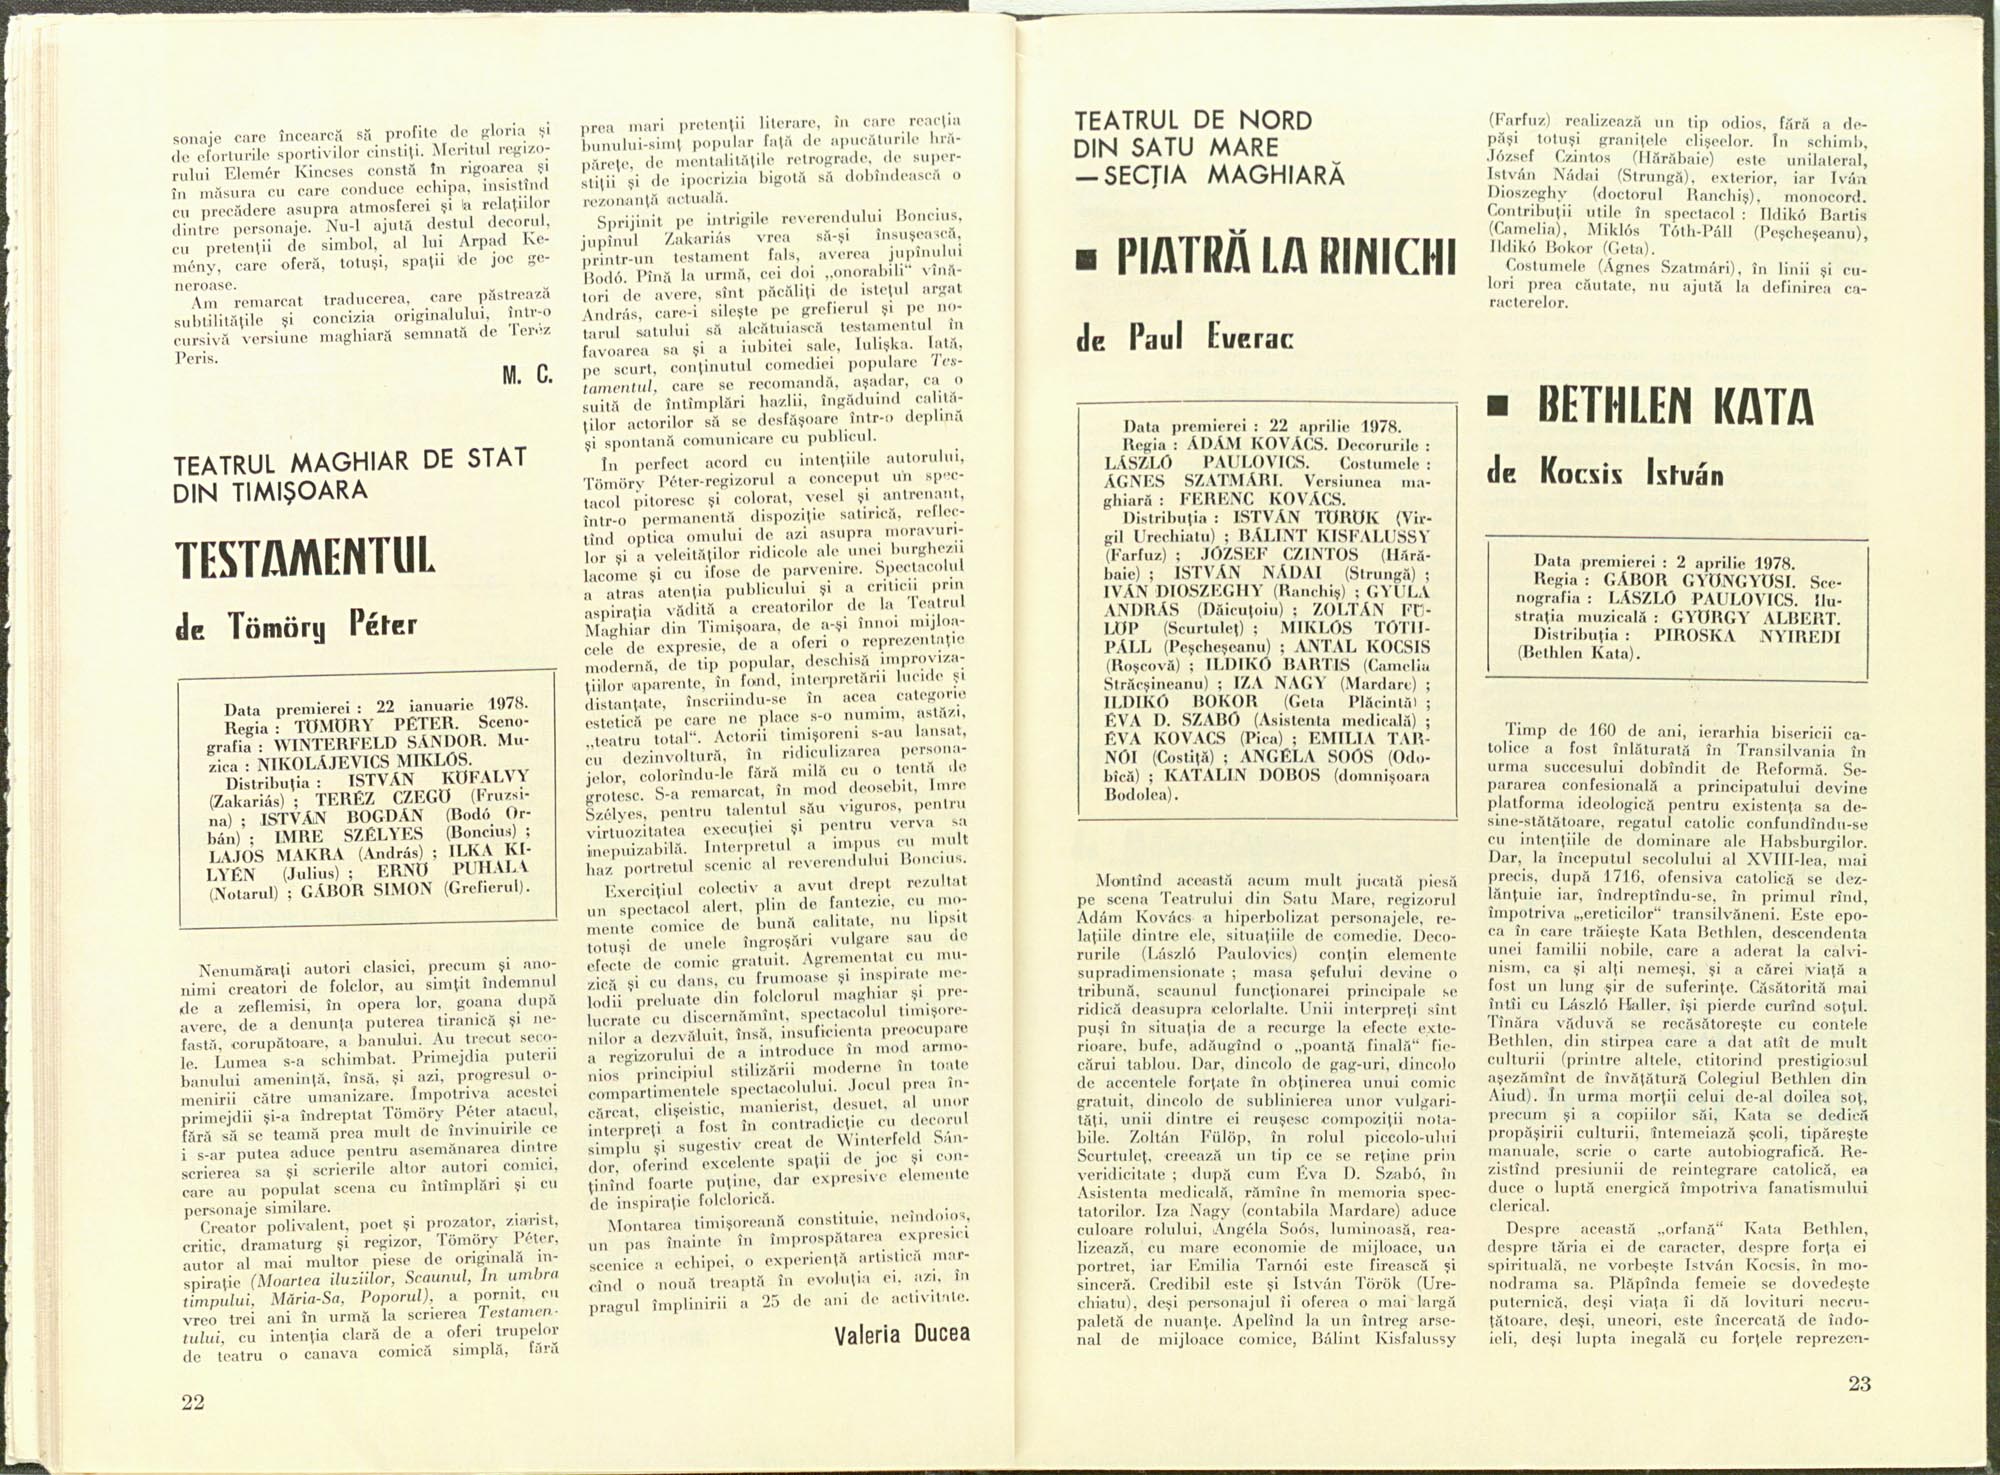 sonaje care încearcă să profite de gloria și
de eforturile sportivilor cinstiți. Meritul regizo-
rului Elemér Kincses constă în rigoarea și
în măsura cu care conduce echipa, insistînd
cu precădere asupra atmosferei și a relațiilor
dintre personaje. Nu-l ajută destul decorul,
cu pretenții de simbol, al lui Arpad Ke-
mény, care oferă, totuși, spații de joc ge-
neroase.
Am remarcat traducerea, care păstrează
subtilitățile și concizia originalului, într-o
cursivă versiune maghiară semnată de Teréz
Peris.
M. C.
TEATRUL MAGHIAR DE STAT
DIN TIMIȘOARA
TESTAMENTUL
de Tömöry Péter
Data premierei : 22 ianuarie 1978.
Regia : TÖMÖRY PÉTER. Sceno-
grafia : WINTERFELD SÁNDOR. Mu-
zica : NIKOLÁJEVICS MIKLÓS.
Distribuția : ISTVÁN KÖFALVY
(Zakariás) ; TERÉZ CZEGŐ (Fruzsi-
na) ; ISTVÁN BOGDÁN (Bodó Or-
bán) ; IMRE SZÉLYES (Boncius) ;
LAJOS MAKRA (András) ; ILKA KI-
LYÉN (Julius) ; ERNŐ PUHALA
(Notarul) ; GÁBOR SIMON (Grefierul).
Nenumărați autori clasici, precum și ano-
nimi creatori de folclor, au simțit îndemnul
de a zeflemisi, în opera lor, goana după
avere, de a denunța puterea tiranică și ne-
fastă, corupătoare, a banului. Au trecut seco-
le. Lumea s-a schimbat. Primejdia puterii
banului amenință, însă, și azi, progresul o-
menirii către umanizare. Împotriva acestei
primejdii și-a îndreptat Tömöry Péter atacul,
fără să se teamă prea mult de învinuirile ce
i s-ar putea aduce pentru asemănarea dintre
scrierea sa și scrierile altor autori comici,
care au populat scena cu întîmplări și cu
personaje similare.
Creator polivalent, poet și prozator, ziarist,
critic, dramaturg și regizor, Tömöry Péter,
autor al mai multor piese de originală in-
spirație (Moartea iluziilor, Scaunul, În umbra
timpului, Măria-Sa, Poporul), a pornit, cu
vreo trei ani în urmă la scrierea Testamen-
tului, cu intenția clară de a oferi trupelor
de teatru o canava comică simplă, fără
22
prea mari pretenții literare, în care reacția
bunului-simț popular față de apucăturile hră-
părețe, de mentalitățile retrograde, de super-
stiții și de ipocrizia bigotă să dobîndească o
rezonanță actuală.
Sprijinit pe intrigile reverendului Boncius,
jupînul Zakariás vrea să-și însușească,
printr-un testament fals, averea jupînului
Bodó. Pînă la urmă, cei doi „onorabili“ vînă-
tori de avere, sînt păcăliți de istețul argat
András, care-i silește pe grefierul și pe no-
tarul satului să alcătuiască testamentul în
favoarea sa și a iubitei sale, Iulișka. Iată,
pe scurt, conținutul comediei populare Tes-
tamentul, care se recomandă, așadar, ca o
suită de întîmplări hazlii, îngăduind calită-
ților actorilor să se desfășoare într-o deplină
și spontană comunicare cu publicul.
În perfect acord cu intențiile autorului,
Tömöry Péter-regizorul a conceput un spec-
tacol pitoresc și colorat, vesel și antrenant,
într-o permanentă dispoziție satirică, reflec-
tînd optica omului de azi asupra moravuri-
lor și a veleităților ridicole ale unei burghezii
lacome și cu ifose de parvenire. Spectacolul
a atras atenția publicului și a criticii prin
aspirația vădită a creatorilor de la Teatrul
Maghiar din Timișoara, de a-și înnoi mijloa-
cele de expresie, de a oferi o reprezentație
modernă, de tip popular, deschisă improviza-
țiilor aparente, în fond, interpretării lucide și
distanțate, înscriindu-se în acea categorie
estetică pe care ne place s-o numim, astăzi,
„teatru total“. Actorii timișoreni s-au lansat,
cu dezinvoltură, în ridiculizarea persona-
jelor, colorîndu-le fără milă cu o tentă de
grotesc. S-a remarcat, în mod deosebit, Imre
Szélyes, pentru talentul său viguros, pentru
virtuozitatea execuției și pentru verva sa
inepuizabilă. Interpretul a impus cu mult
haz portretul scenic al reverendului Boncius.
Exercițiul colectiv a avut drept rezultat
un spectacol alert, plin de fantezie, cu mo-
mente comice de bună calitate, nu lipsit
totuși de unele îngroșări vulgare sau de
efecte de comic gratuit. Agrementat cu mu-
zică și cu dans, cu frumoase și inspirate me-
lodii preluate din folclorul maghiar și pre-
lucrate cu discernămînt, spectacolul timișore-
nilor a dezvăluit, însă, insuficienta preocupare
a regizorului de a introduce în mod armo-
nios principiul stilizării moderne în toate
compartimentele spectacolului. Jocul prea în-
cărcat, clișeistic, manierist, desuet, al unor
interpreți a fost în contradicție cu decorul
simplu și sugestiv creat de Winterfeld Sán-
dor, oferind excelente spații de joc și con-
ținînd foarte puține, dar expresive elemente
de inspirație folclorică.
Montarea timișoreană constituie, neîndoios,
un pas înainte în împrospătarea expresiei
scenice a echipei, o experiență artistică mar-
cînd o nouă treaptă în evoluția ei, azi, în
pragul împlinirii a 25 de ani de activitate.
Valeria Ducea
TEATRUL DE NORD
DIN SATU MARE
— SECȚIA MAGHIARĂ
■ PIATRĂ LA RINICHI
de Paul Everac
Data premierei : 22 aprilie 1978.
Regia : ÁDÁM KOVÁCS. Decorurile :
LÁSZLÓ PAULOVICS. Costumele :
ÁGNES SZATMÁRI. Versiunea ma-
ghiară : FERENC KOVÁCS.
Distribuția : ISTVÁN TÖRÖK (Vir-
gil Urechiatu) ; BÁLINT KISFALUSSY
(Farfuz) ; JÓZSEF CZINTOS (Hără-
baie) ; ISTVÁN NÁDAI (Strungă) ;
IVÁN DIOSZEGHY (Ranchiș) ; GYULA
ANDRÁS (Dăicuțoiu) ; ZOLTÁN FÜ-
LÖP (Scurtuleț) ; MIKLÓS TÓTH-
PÁLL (Peșcheșeanu) ; ANTAL KOCSIS
(Roșcovă) ; ILDIKÓ BARTIS (Camelia
Străcșineanu) ; IZA NAGY (Mardare) ;
ILDIKÓ BOKOR (Geta Plăcintă) ;
ÉVA D. SZABÓ (Asistenta medicală) ;
ÉVA KOVACS (Pica) ; EMILIA TAR-
NÓI (Costiță) ; ANGÉLA SOÓS (Odo-
bică) ; KATALIN DOBOS (domnișoara
Bodolea).
Montînd această acum mult jucată piesă
pe scena Teatrului din Satu Mare, regizorul
Adám Kovács a hiperbolizat personajele, re-
lațiile dintre ele, situațiile de comedie. Deco-
rurile (László Paulovics) conțin elemente
supradimensionate ; masa șefului devine o
tribună, scaunul funcționarei principale se
ridică deasupra celorlalte. Unii interpreți sînt
puși în situația de a recurge la efecte exte-
rioare, bufe, adăugînd o „poantă finală“ fie-
cărui tablou. Dar, dincolo de gag-uri, dincolo
de accentele forțate în obținerea unui comic
gratuit, dincolo de sublinierea unor vulgari-
tăți, unii dintre ei reușesc compoziții nota-
bile. Zoltán Fülöp, în rolul piccolo-ului
Scurtuleț, creează un tip ce se reține prin
veridicitate ; după cum Éva D. Szabó, în
Asistenta medicală, rămîne în memoria spec-
tatorilor. Iza Nagy (contabila Mardare) aduce
culoare rolului, Angéla Soós, luminoasă, rea-
lizează, cu mare economie de mijloace, un
portret, iar Emilia Tarnói este firească și
sinceră. Credibil este și István Török (Ure-
chiatu), deși personajul îi oferea o mai largă
paletă de nuanțe. Apelînd la un întreg arse-
nal de mijloace comice, Bálint Kisfalussy
(Farfuz) realizează un tip odios, fără a de-
păși totuși granițele clișeelor. În schimb,
József Czintos (Hărăbaie) este unilateral,
István Nádai (Strungă), exterior, iar Iván
Dioszeghy (doctorul Ranchiș), monocord.
Contribuții utile în spectacol : Ildikó Bartis
(Camelia), Miklós Tóth-Páll (Peșcheșeanu),
Ildikó Bokor (Geta).
Costumele (Ágnes Szatmári), în linii și cu-
lori prea căutate, nu ajută la definirea ca-
racterelor.
■ BETHLEN KATA
de Kocsis István
Data premierei : 2 aprilie 1978.
Regia : GÁBOR GYÖNGYÖSI. Sce-
nografia : LÁSZLÓ PAULOVICS. Ilu-
strația muzicală : GYÖRGY ALBERT.
Distribuția : PIROSKA NYIREDI
(Bethlen Kata).
Timp de 160 de ani, ierarhia bisericii ca-
tolice a fost înlăturată în Transilvania în
urma succesului dobîndit de Reformă. Se-
pararea confesională a principatului devine
platforma ideologică pentru existența sa de-
sine-stătătoare, regatul catolic confundîndu-se
cu intențiile de dominare ale Habsburgilor.
Dar, la începutul secolului al XVIII-lea, mai
precis, după 1716, ofensiva catolică se dez-
lănțuie iar, îndreptîndu-se, în primul rînd,
împotriva „ereticilor“ transilvăneni. Este epo-
ca în care trăiește Kata Bethlen, descendenta
unei familii nobile, care a aderat la calvi-
nism, ca și alți nemeși, și a cărei viață a
fost un lung șir de suferințe. Căsătorită mai
întîi cu László Haller, își pierde curînd soțul.
Tînăra văduvă se recăsătorește cu contele
Bethlen, din stirpea care a dat atît de mult
culturii (printre altele, ctitorind prestigiosul
așezămînt de învățătură Colegiul Bethlen din
Aiud). În urma morții celui de-al doilea soț,
precum și a copiilor săi, Kata se dedică
propășirii culturii, întemeiază școli, tipărește
manuale, scrie o carte autobiografică. Re-
zistînd presiunii de reintegrare catolică, ea
duce o luptă energică împotriva fanatismului
clerical.
Despre această „orfană“ Kata Bethlen,
despre tăria ei de caracter, despre forța ei
spirituală, ne vorbește István Kocsis, în mo-
nodrama sa. Plăpînda femeie se dovedește
puternică, deși viața îi dă lovituri necru-
țătoare, deși, uneori, este încercată de îndo-
ieli, deși lupta inegală cu forțele reprezen-
23